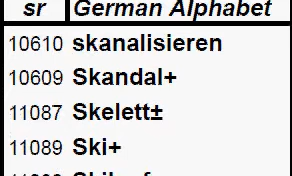 sr German Alphabet
10610 skanalisieren
10609 Skandal+
11087 Skelett±
11089 Ski+